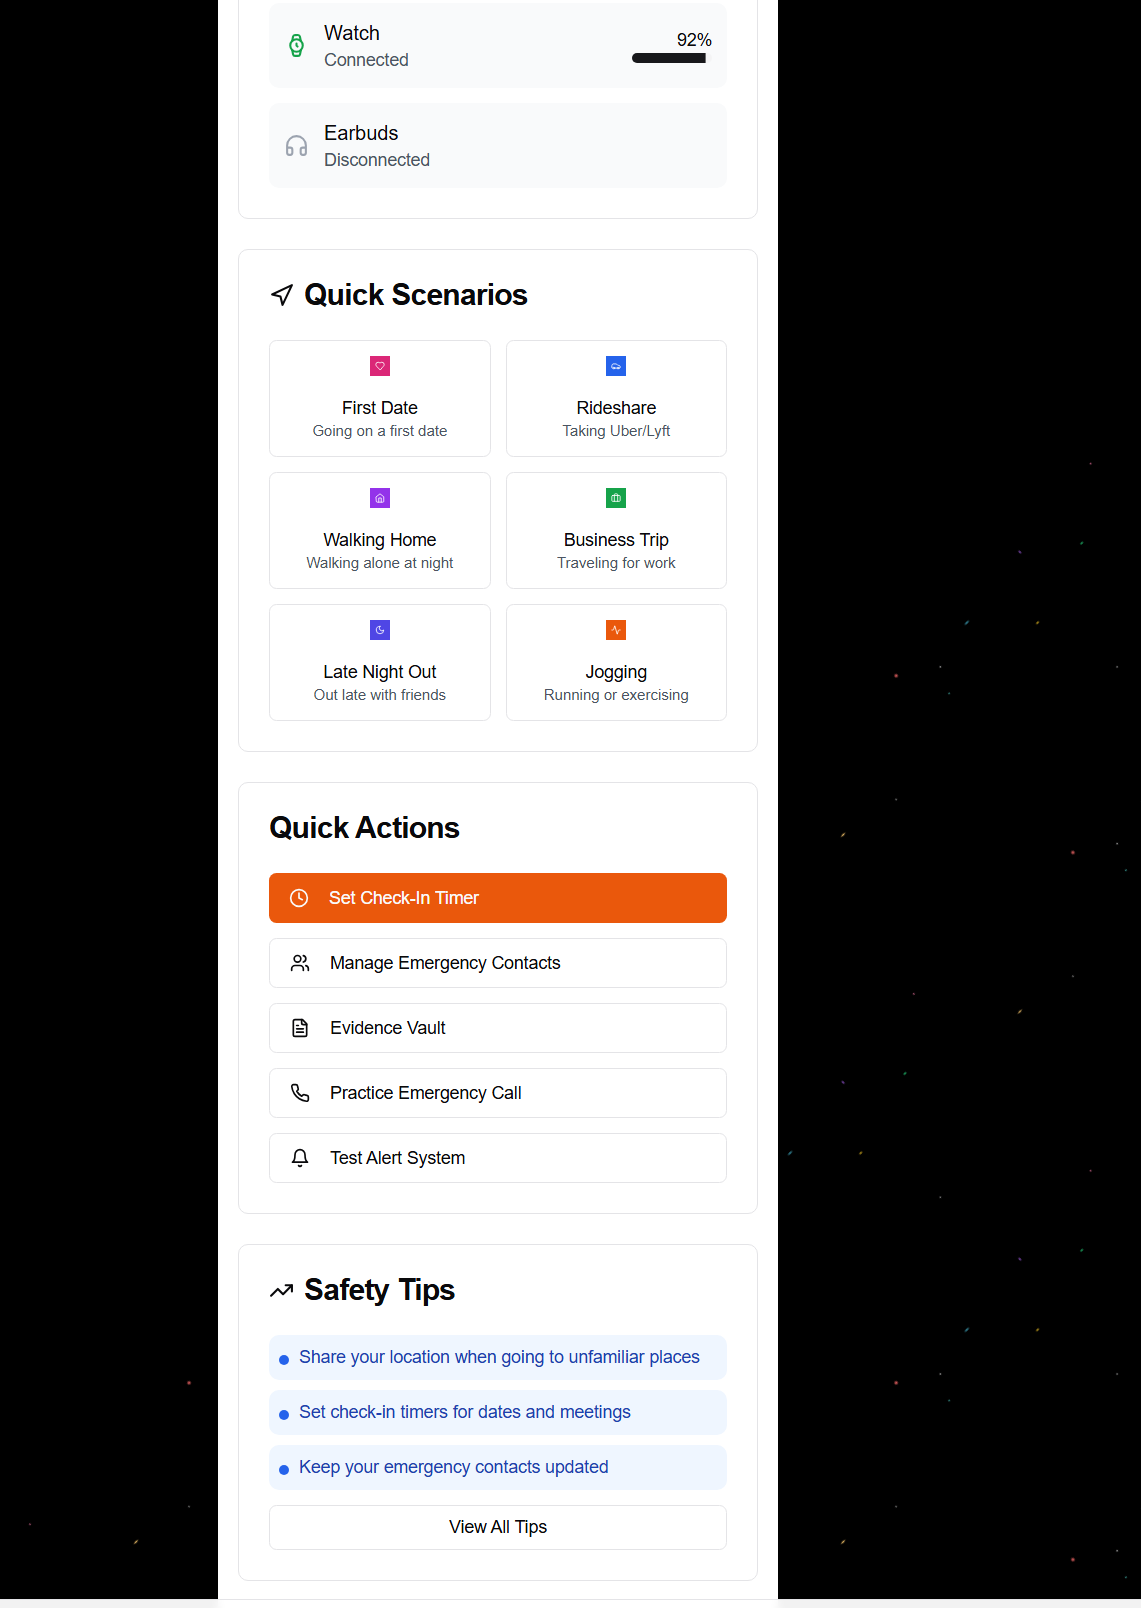 Watch
92%
Connected
Earbuds
Disconnected
Quick Scenarios
First Date
Going on a first date
Rideshare
Taking Uber/Lyft
Walking Home
Walking alone at night
Business Trip
Traveling for work
Late Night Out
Out late with friends
Jogging
Running or exercising
Quick Actions
Set Check-In Timer
Manage Emergency Contacts
Evidence Vault
Practice Emergency Call
Test Alert System
Safety Tips
Share your location when going to unfamiliar places
Set check-in timers for dates and meetings
Keep your emergency contacts updated
View All Tips